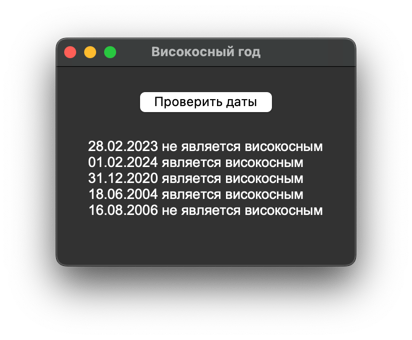 Високосный год
Проверить даты
28.02.2023 не является високосным
01.02.2024 является високосным
31.12.2020 является високосным
18.06.2004 является високосным
16.08.2006 не является високосным